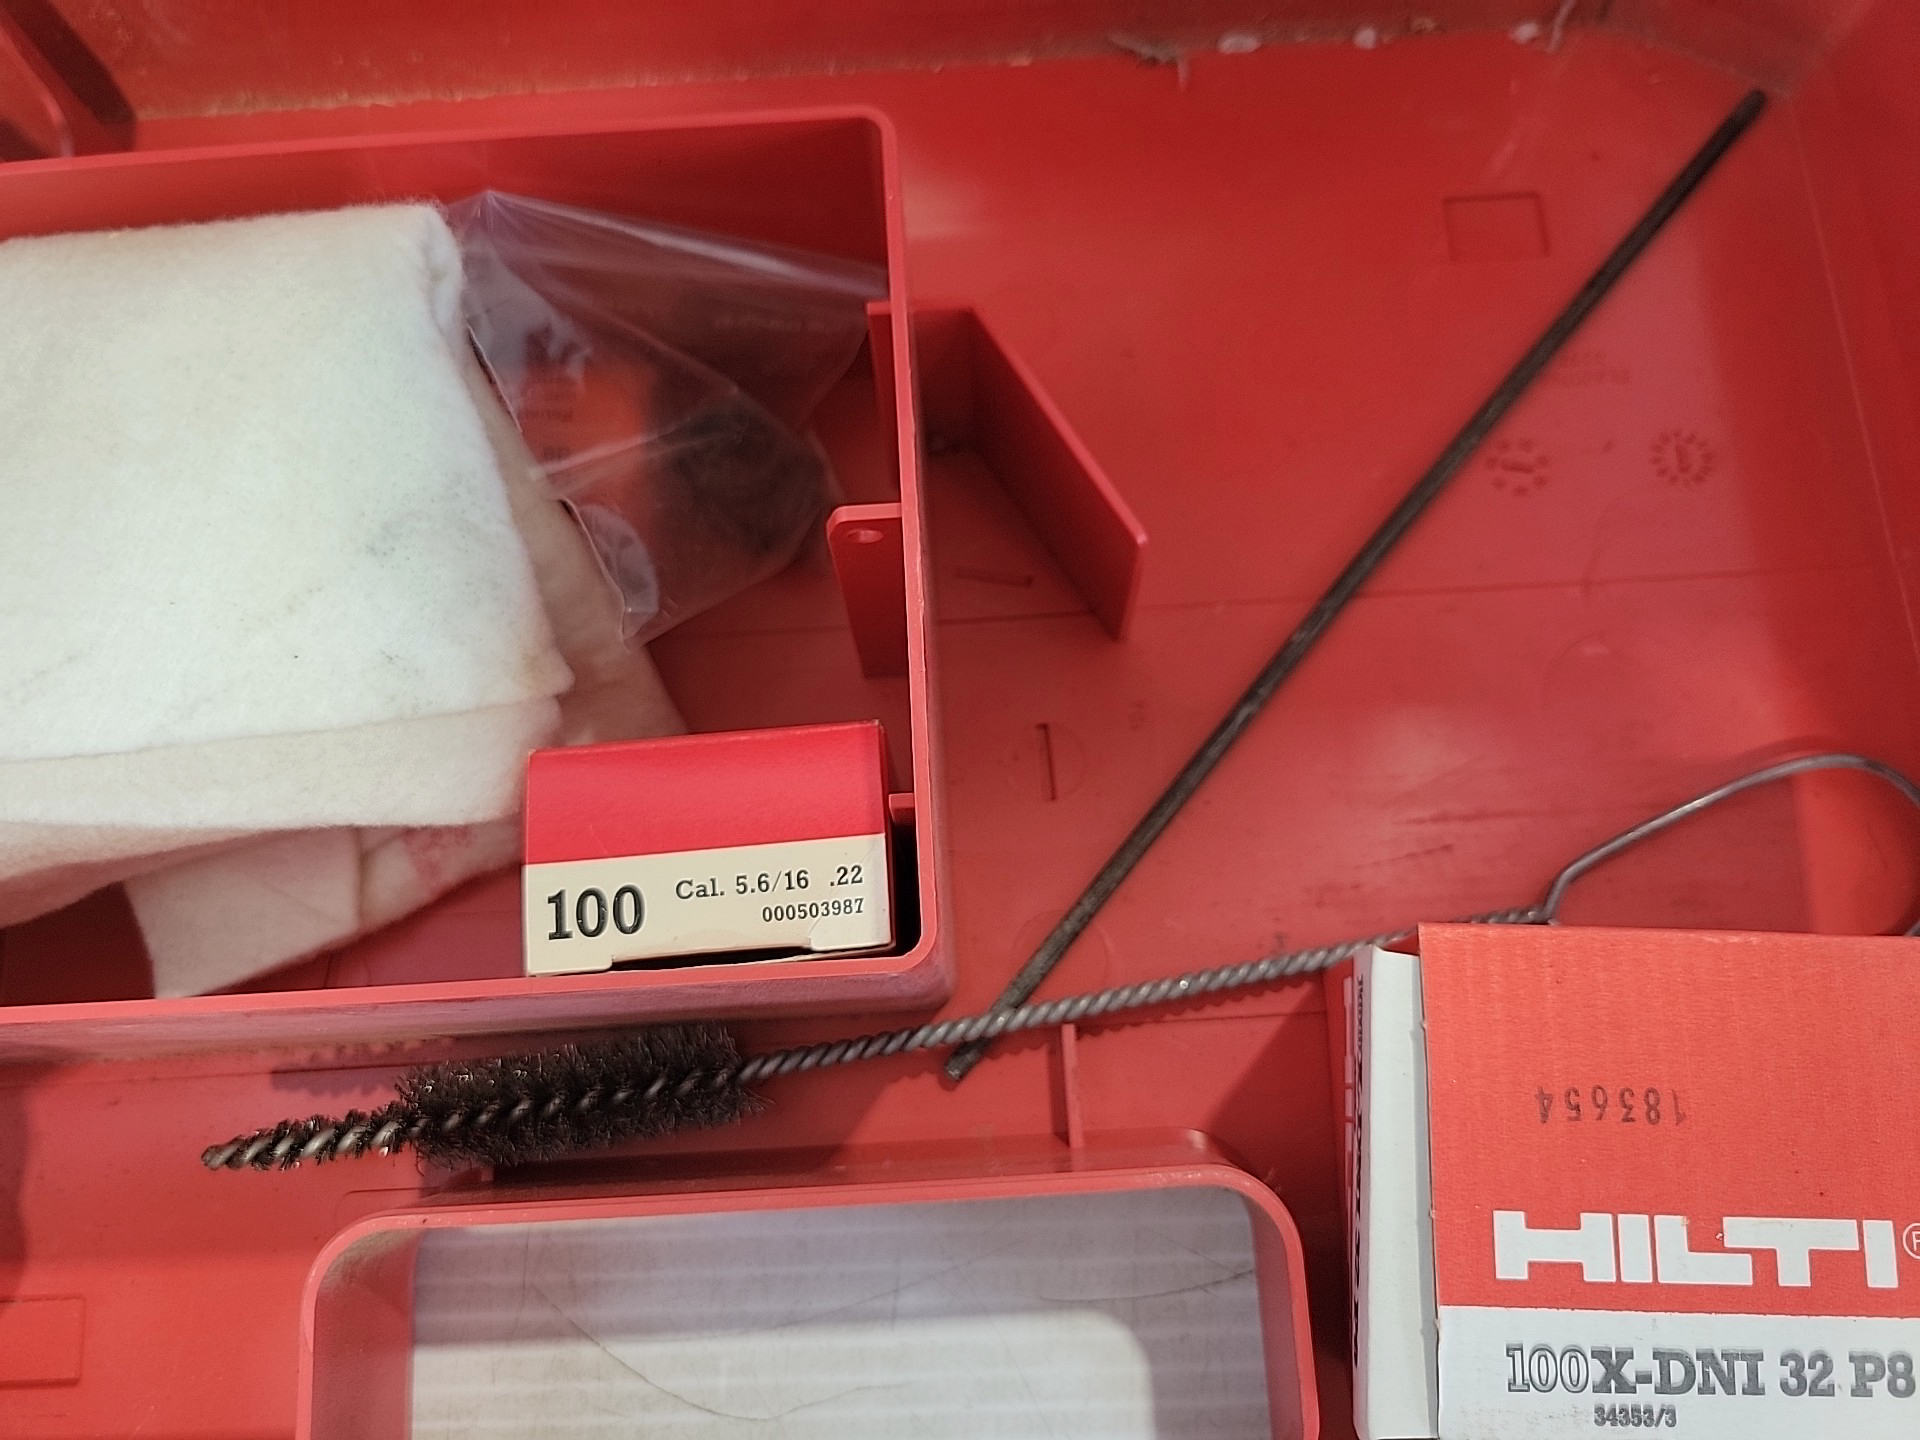 100 Cal. 5.6/16 .22
000503987
183654
HILTI®
100X-DNI 32 P8
34353/3